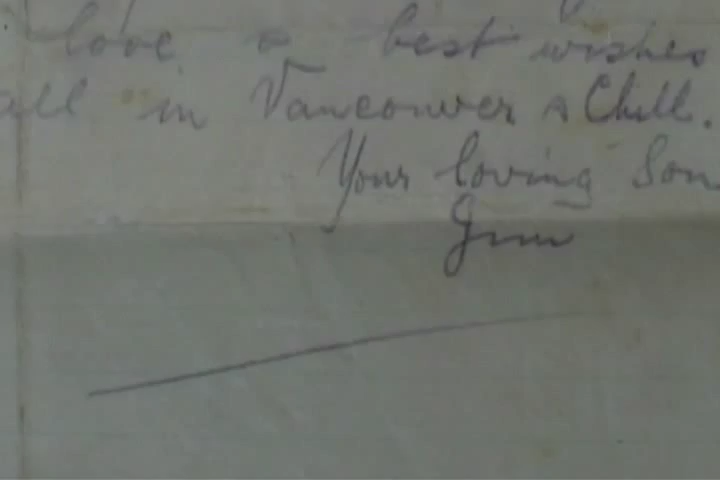 love & best wishes
all in Vancouver & Chill.
Your loving Son
Jim